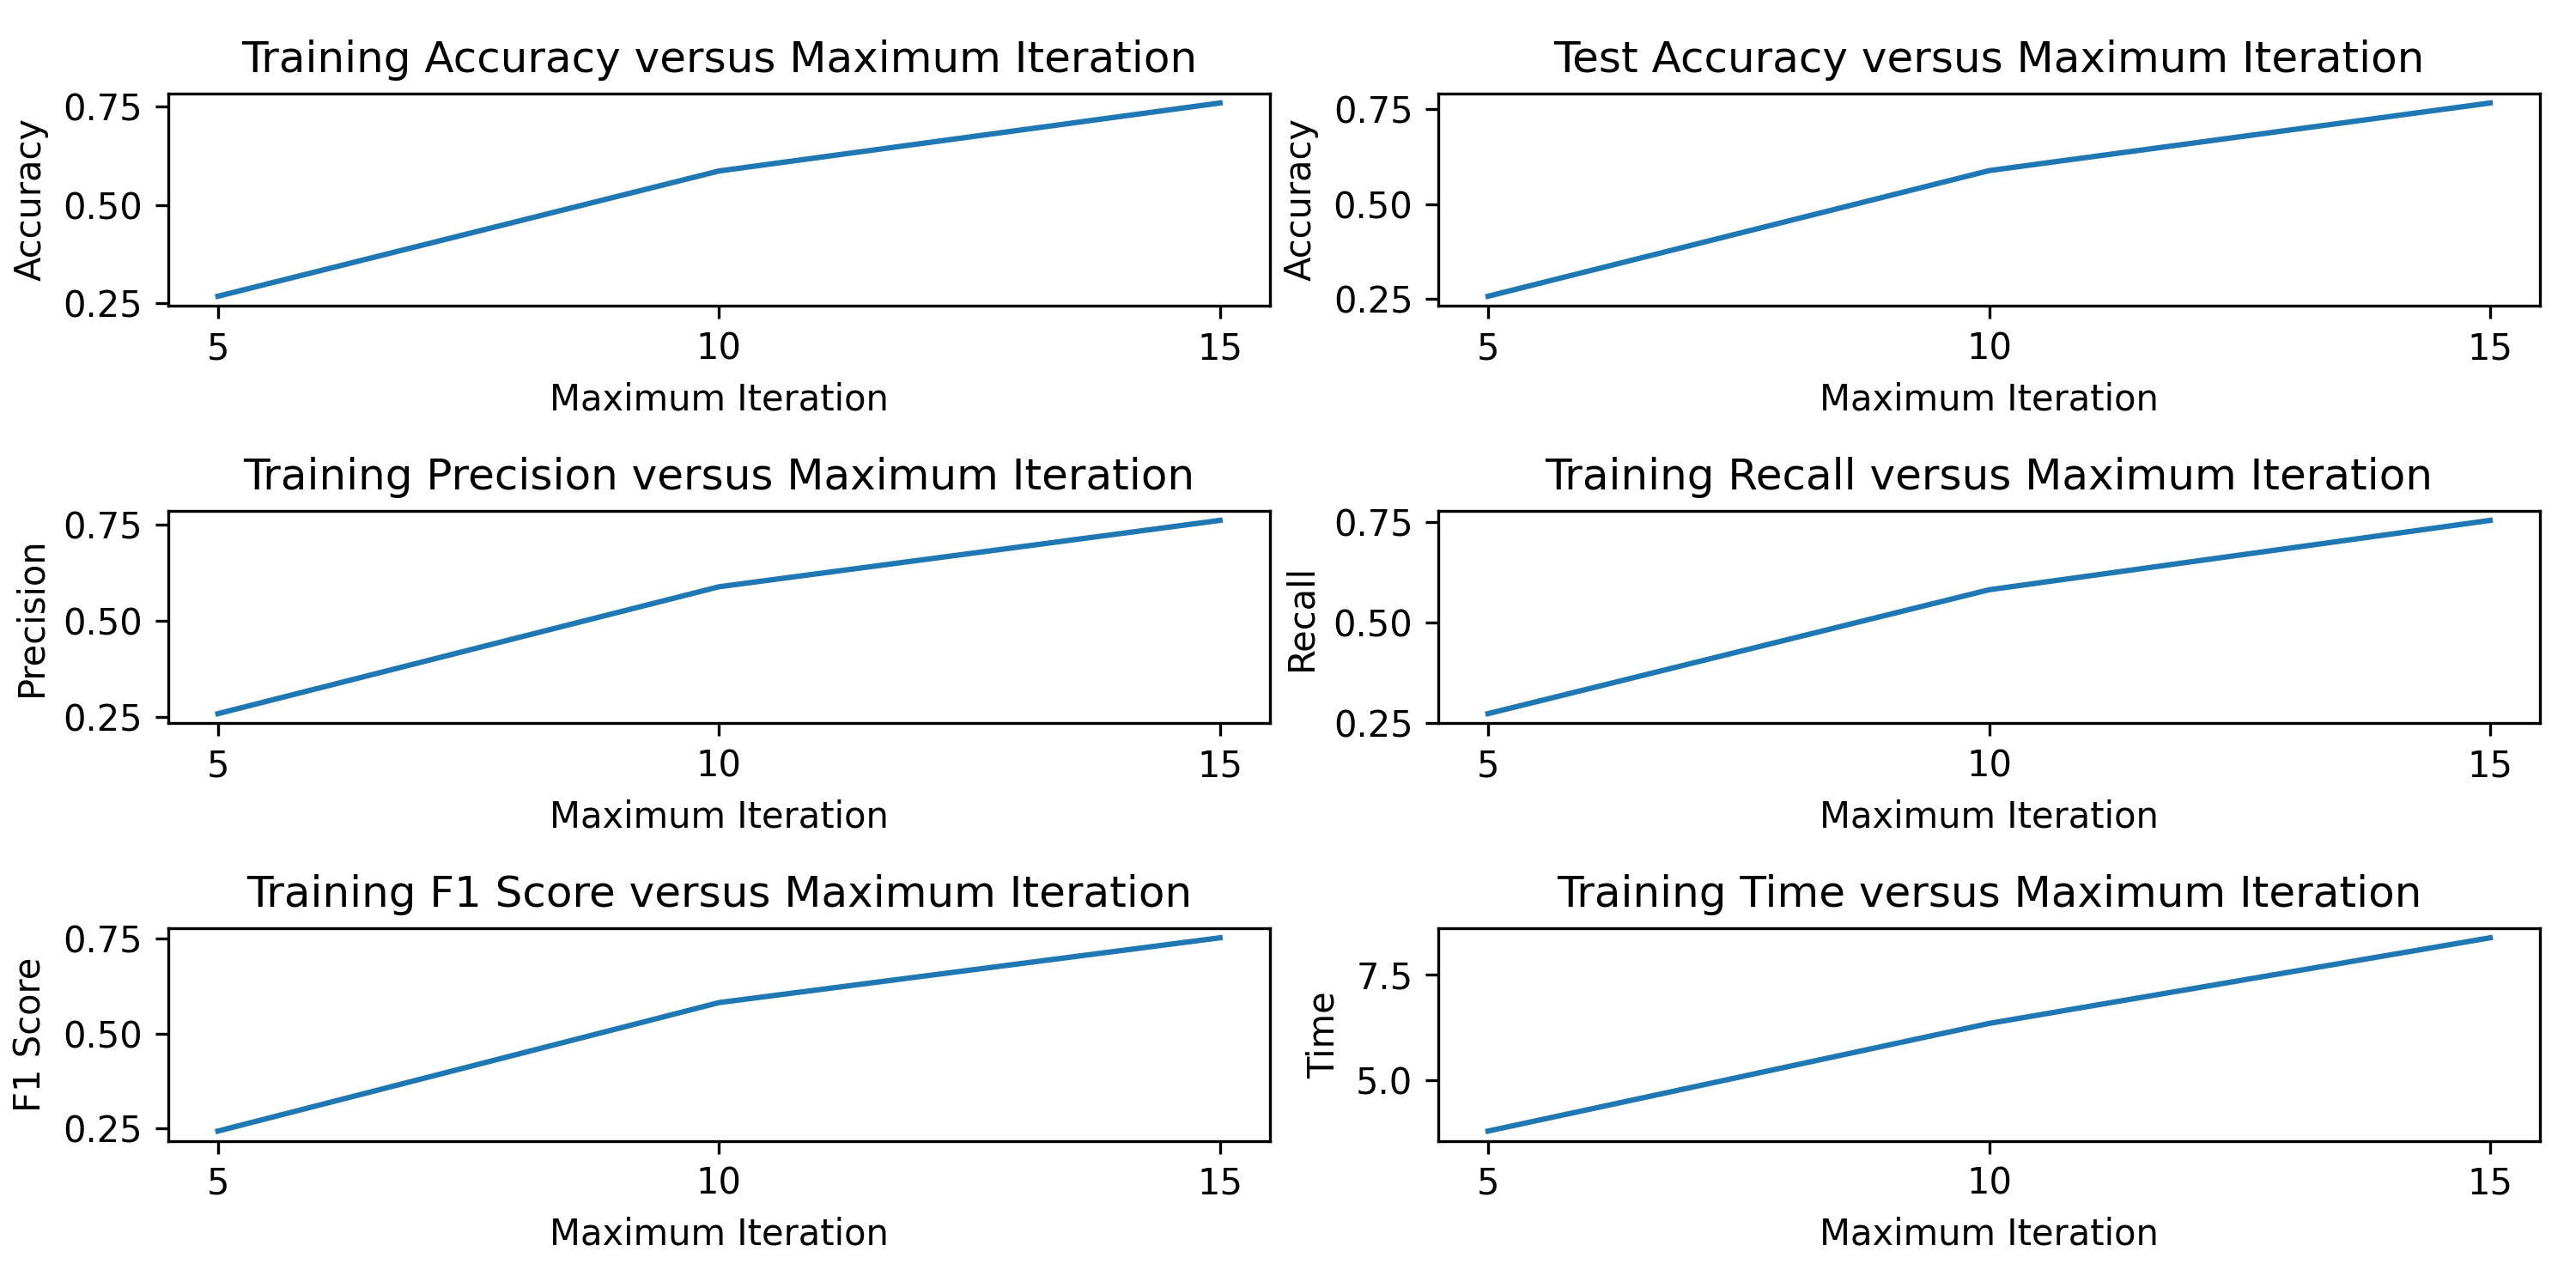 Training Accuracy versus Maximum Iteration
Accuracy
0.75
0.50
0.25
5 10 15
Maximum Iteration
Test Accuracy versus Maximum Iteration
Accuracy
0.75
0.50
0.25
5 10 15
Maximum Iteration
Training Precision versus Maximum Iteration
Precision
0.75
0.50
0.25
5 10 15
Maximum Iteration
Training Recall versus Maximum Iteration
Recall
0.75
0.50
0.25
5 10 15
Maximum Iteration
Training F1 Score versus Maximum Iteration
F1 Score
0.75
0.50
0.25
5 10 15
Maximum Iteration
Training Time versus Maximum Iteration
Time
7.5
5.0
5 10 15
Maximum Iteration